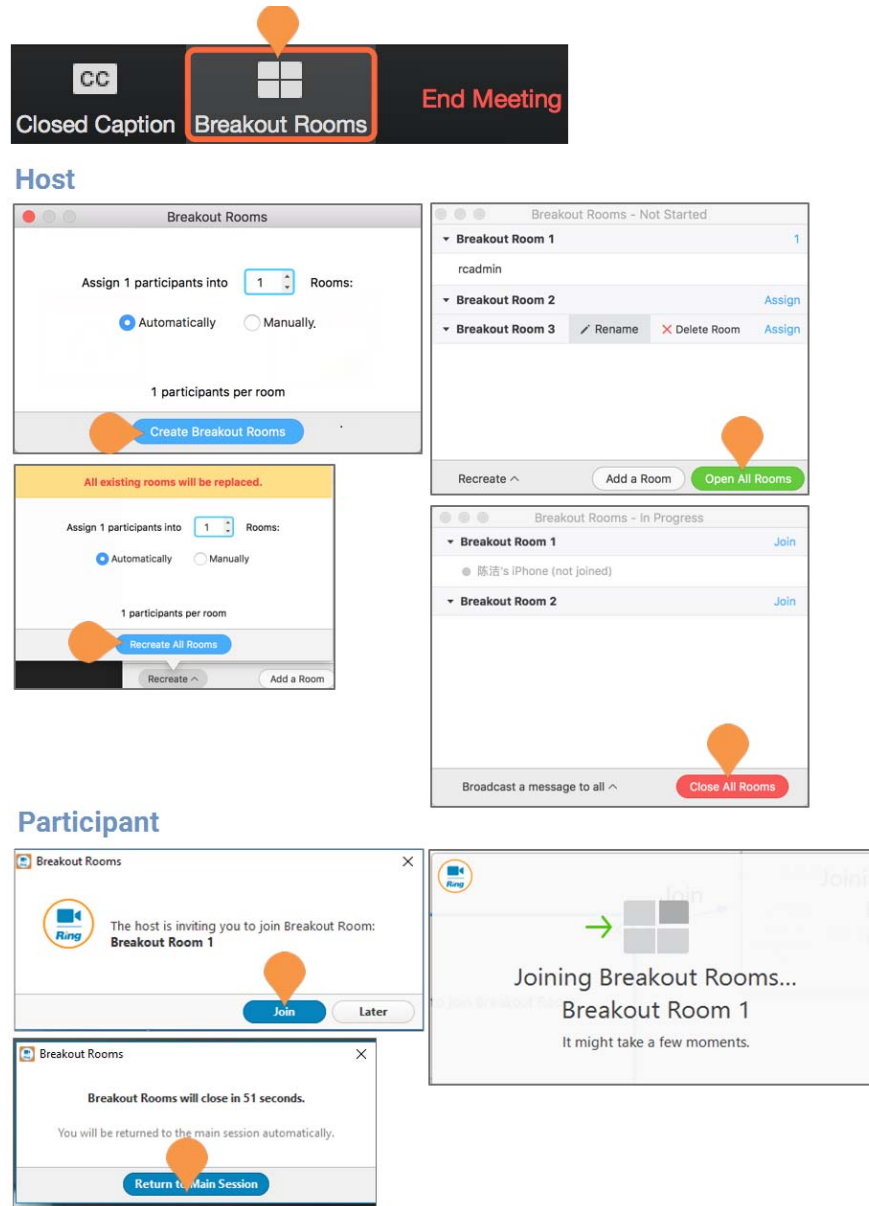 CC
Closed Caption
Breakout Rooms
End Meeting
Host
Breakout Rooms
Assign 1 participants into 1 Rooms:
Automatically Manually.
1 participants per room
Create Breakout Rooms
All existing rooms will be replaced.
Assign 1 participants into 1 Rooms:
Automatically Manually
1 participants per room
Recreate All Rooms
Recreate Add a Room
Breakout Rooms - Not Started
Breakout Room 1 1
rcadmin
Breakout Room 2 Assign
Breakout Room 3 Rename Delete Room Assign
Recreate Add a Room Open All Rooms
Breakout Rooms - In Progress
Breakout Room 1 Join
陈洁's iPhone (not joined)
Breakout Room 2 Join
Broadcast a message to all Close All Rooms
Participant
Breakout Rooms
Ring
The host is inviting you to join Breakout Room:
Breakout Room 1
Join Later
Breakout Rooms
Breakout Rooms will close in 51 seconds.
You will be returned to the main session automatically.
Return to Main Session
Ring
Join
Joining Breakout Rooms...
Breakout Room 1
It might take a few moments.